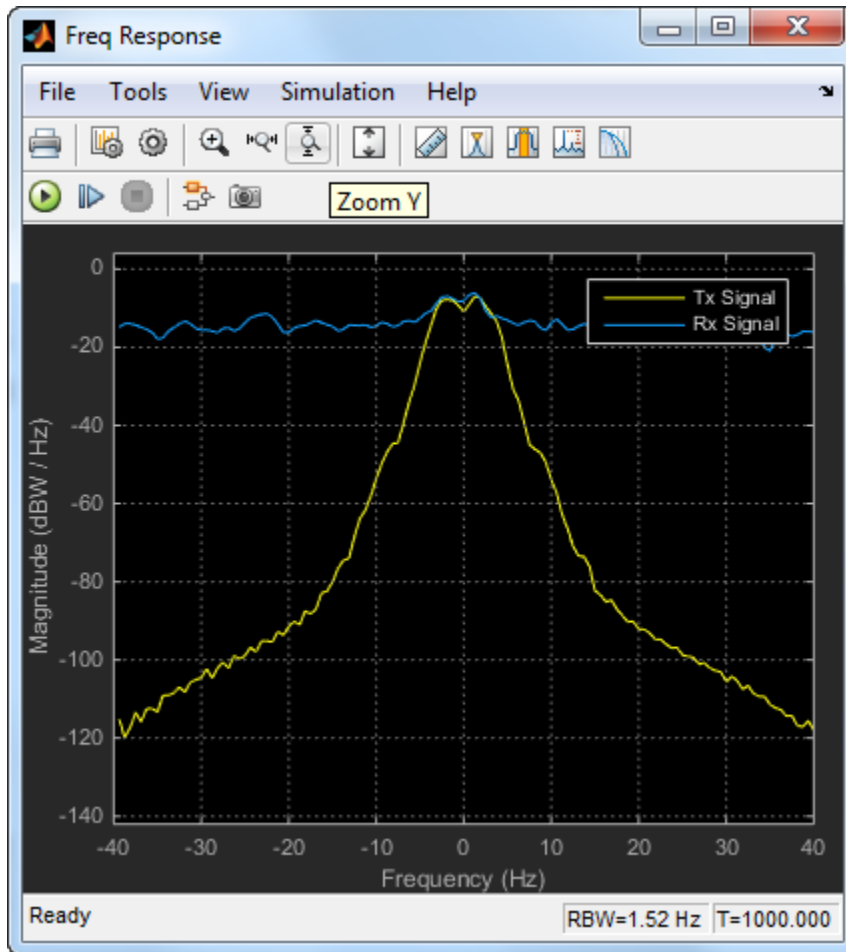 Freq Response
File Tools View Simulation Help
Zoom Y
Tx Signal
Rx Signal
0
-20
-40
-60
-80
-100
-120
-140
Magnitude (dBW / Hz)
-40 -30 -20 -10 0 10 20 30 40
Frequency (Hz)
Ready RBW=1.52 Hz T=1000.000